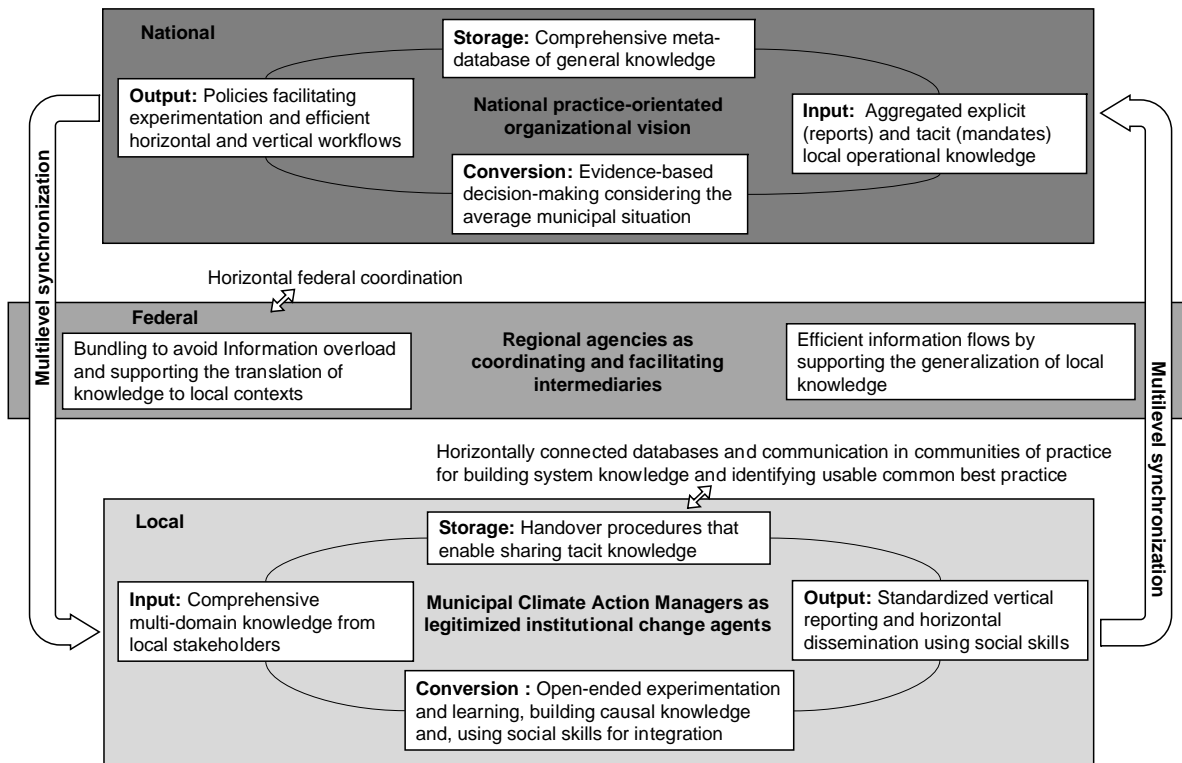 National
Storage: Comprehensive meta-
database of general knowledge
Output: Policies facilitating
experimentation and efficient
horizontal and vertical workflows
National practice-orientated
organizational vision
Input: Aggregated explicit
(reports) and tacit (mandates)
local operational knowledge
Conversion: Evidence-based
decision-making considering the
average municipal situation
Multilevel synchronization
Horizontal federal coordination
Federal
Bundling to avoid Information overload
and supporting the translation of
knowledge to local contexts
Regional agencies as
coordinating and facilitating
intermediaries
Efficient information flows by
supporting the generalization of local
knowledge
Multilevel synchronization
Horizontally connected databases and communication in communities of practice
for building system knowledge and identifying usable common best practice
Local
Storage: Handover procedures that
enable sharing tacit knowledge
Input: Comprehensive
multi-domain knowledge from
local stakeholders
Municipal Climate Action Managers as
legitimized institutional change agents
Output: Standardized vertical
reporting and horizontal
dissemination using social skills
Conversion : Open-ended experimentation
and learning, building causal knowledge
and, using social skills for integration